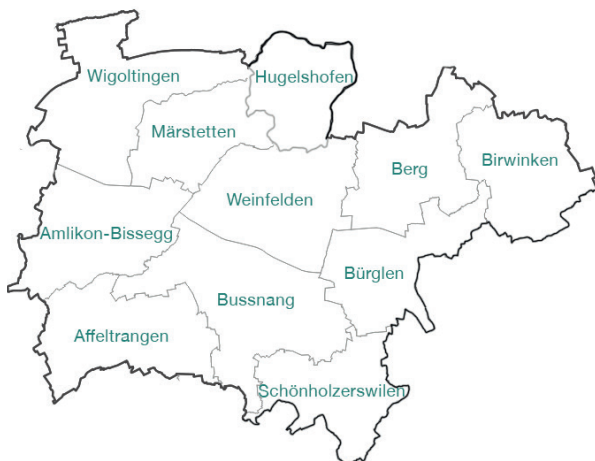 Wigoltingen
Hugelshofen
Märstetten
Berg
Birwinken
Weinfelden
Amlikon-Bissegg
Bürglen
Bussnang
Affeltrangen
Schönholzerswilen